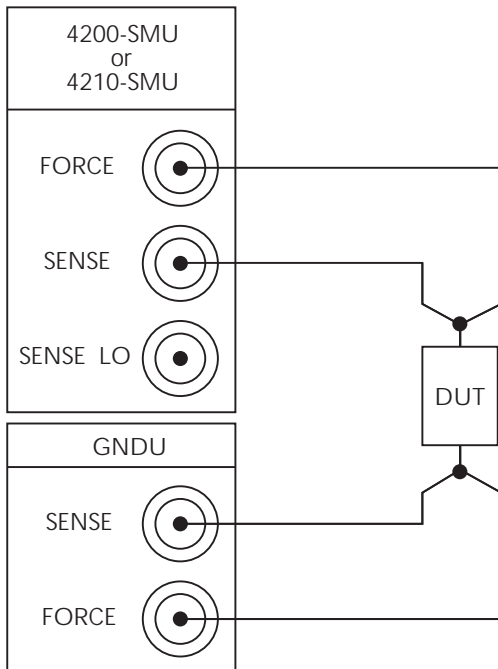 4200-SMU
or
4210-SMU
FORCE
SENSE
SENSE LO
DUT
GNDU
SENSE
FORCE